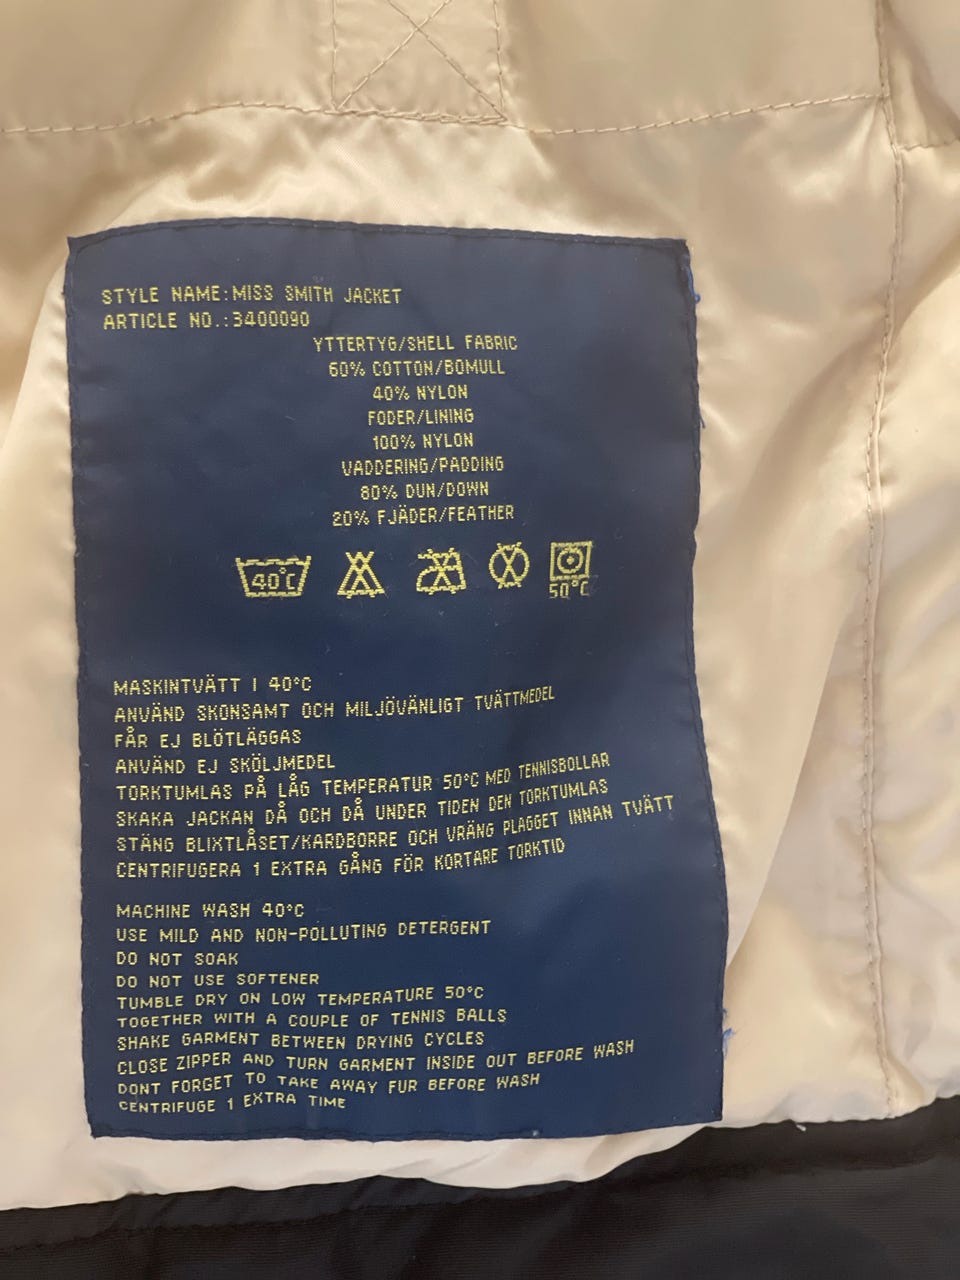 STYLE NAME:MISS SMITH JACKET
ARTICLE NO.:3400090
YTTERTYG/SHELL FABRIC
60% COTTON/BOMULL
40% NYLON
FODER/LINING
100% NYLON
VADDERING/PADDING
80% DUN/DOWN
20% FJÄDER/FEATHER
40°C
50°C
MASKINTVÄTT I 40°C
ANVÄND SKONSAMT OCH MILJÖVÄNLIGT TVÄTTMEDEL
FÅR EJ BLÖTLÄGGAS
ANVÄND EJ SKÖLJMEDEL
TORKTUMLAS PÅ LÅG TEMPERATUR 50°C MED TENNISBOLLAR
SKAKA JACKAN DÅ OCH DÅ UNDER TIDEN DEN TORKTUMLAS
STÄNG BLIXTLÅSET/KARDBORRE OCH VRÄNG PLAGGET INNAN TVÄTT
CENTRIFUGERA 1 EXTRA GÅNG FÖR KORTARE TORKTID
MACHINE WASH 40°C
USE MILD AND NON-POLLUTING DETERGENT
DO NOT SOAK
DO NOT USE SOFTENER
TUMBLE DRY ON LOW TEMPERATURE 50°C
TOGETHER WITH A COUPLE OF TENNIS BALLS
SHAKE GARMENT BETWEEN DRYING CYCLES
CLOSE ZIPPER AND TURN GARMENT INSIDE OUT BEFORE WASH
DONT FORGET TO TAKE AWAY FUR BEFORE WASH
CENTRIFUGE 1 EXTRA TIME